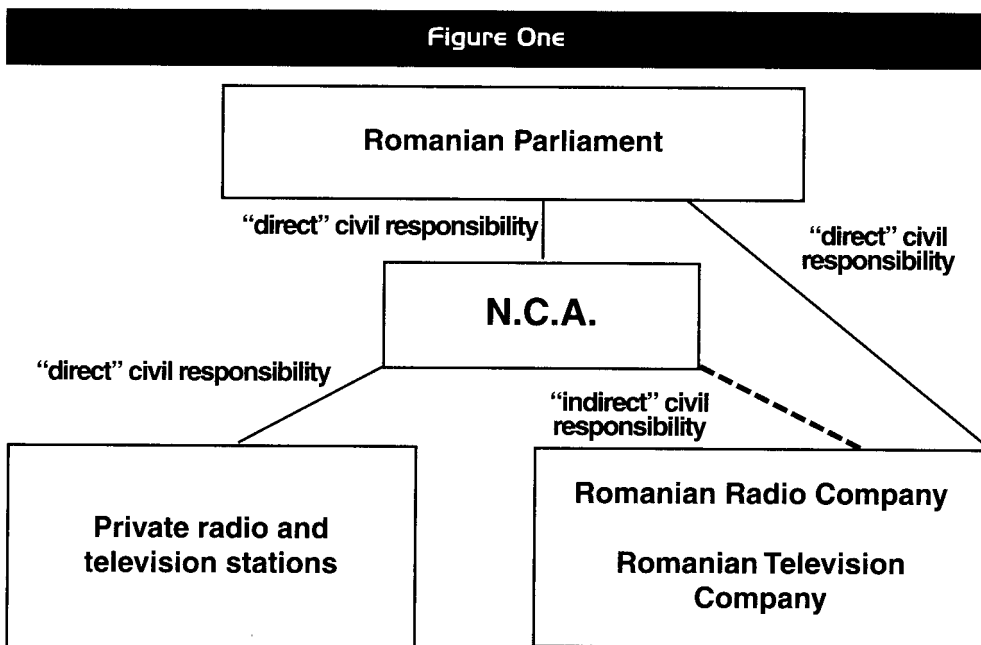 Figure One
Romanian Parliament
“direct” civil responsibility
“direct” civil
responsibility
N.C.A.
“direct” civil responsibility
“indirect” civil
responsibility
Private radio and
television stations
Romanian Radio Company
Romanian Television
Company